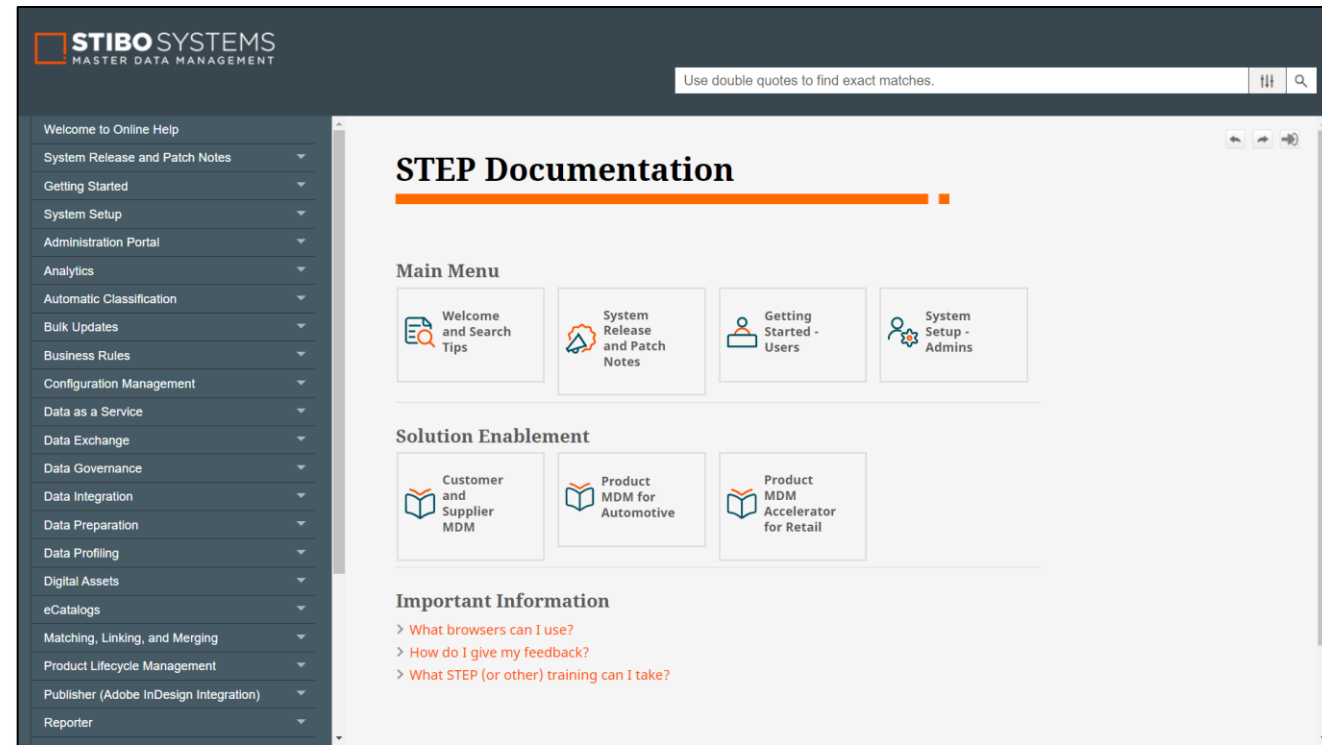 STIBO SYSTEMS
MASTER DATA MANAGEMENT
Use double quotes to find exact matches.
Welcome to Online Help
System Release and Patch Notes
Getting Started
System Setup
Administration Portal
Analytics
Automatic Classification
Bulk Updates
Business Rules
Configuration Management
Data as a Service
Data Exchange
Data Governance
Data Integration
Data Preparation
Data Profiling
Digital Assets
eCatalogs
Matching, Linking, and Merging
Product Lifecycle Management
Publisher (Adobe InDesign Integration)
Reporter
STEP Documentation
Main Menu
Welcome
and Search
Tips
System
Release
and Patch
Notes
Getting
Started -
Users
System
Setup -
Admins
Solution Enablement
Customer
and
Supplier
MDM
Product
MDM for
Automotive
Product
MDM
Accelerator
for Retail
Important Information
What browsers can I use?
How do I give my feedback?
What STEP (or other) training can I take?